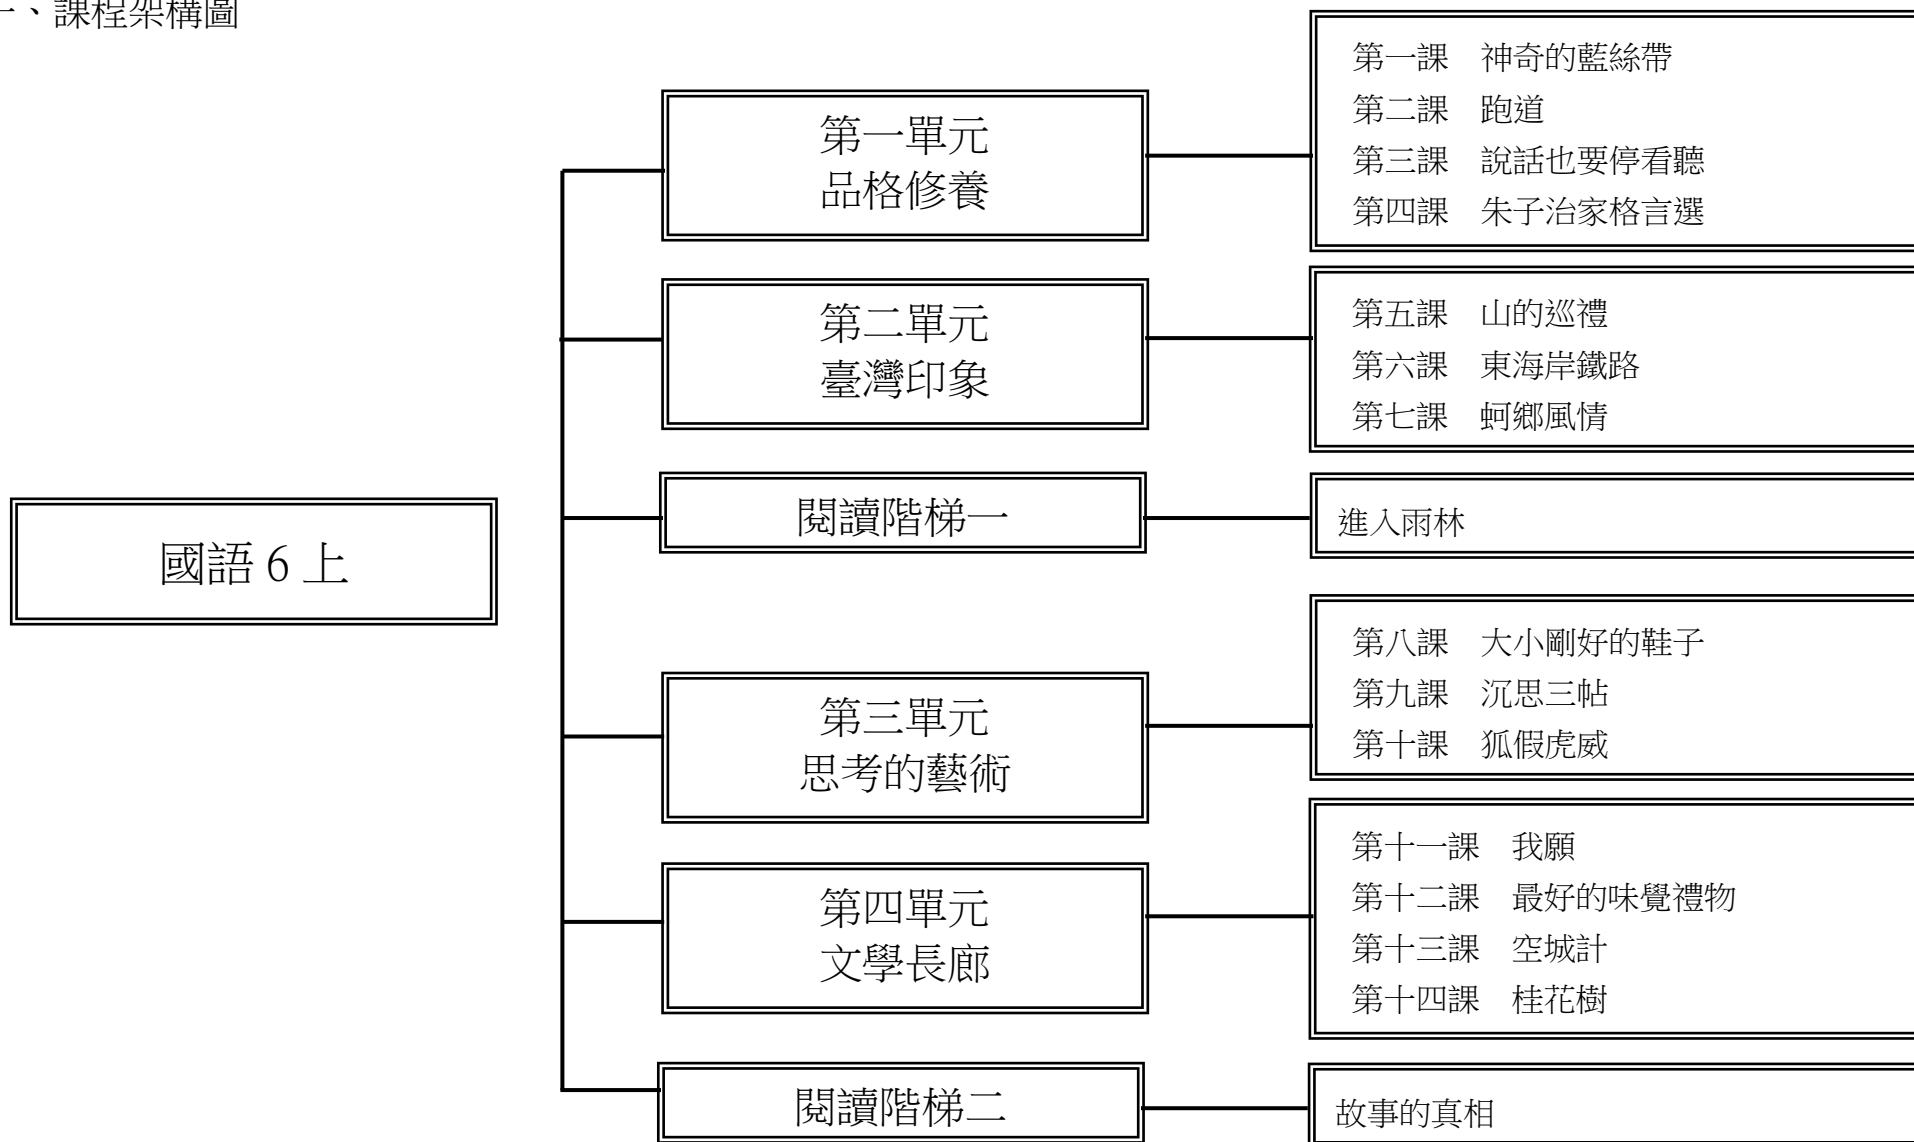 一、課程架構圖
國語 6 上
第一單元
品格修養
第一課　神奇的藍絲帶
第二課　跑道
第三課　說話也要停看聽
第四課　朱子治家格言選
第二單元
臺灣印象
第五課　山的巡禮
第六課　東海岸鐵路
第七課　蚵鄉風情
閱讀階梯一
進入雨林
第三單元
思考的藝術
第八課　大小剛好的鞋子
第九課　沉思三帖
第十課　狐假虎威
第四單元
文學長廊
第十一課　我願
第十二課　最好的味覺禮物
第十三課　空城計
第十四課　桂花樹
閱讀階梯二
故事的真相